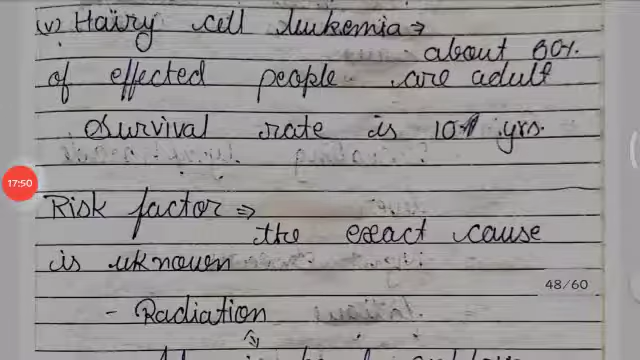 (v) Hairy cell leukemia →
about 80%
of effected people are adult
Survival rate is 10 yrs.
17:50
Risk factor ⇒
the exact cause
is unknown
48/60
- Radiation